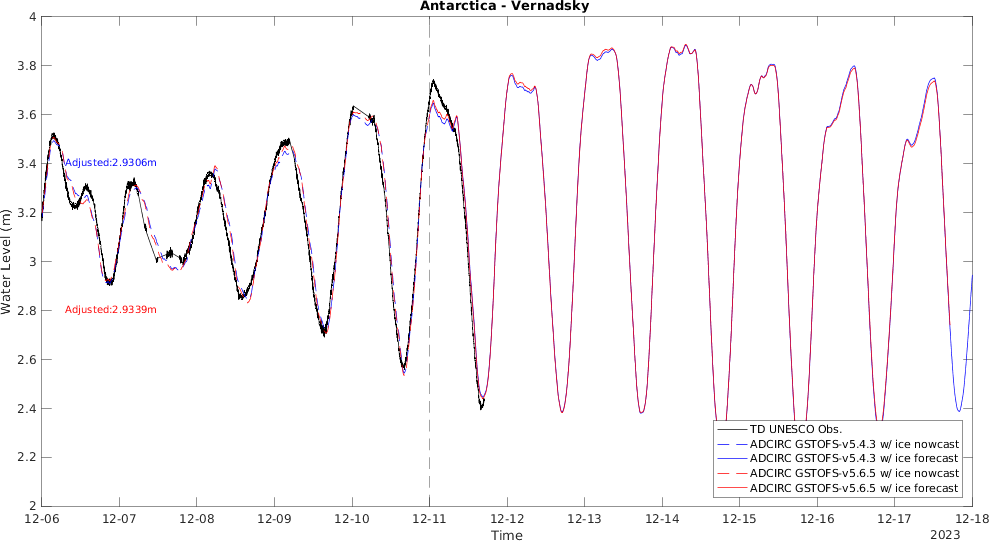 Antarctica - Vernadsky
4
3.8
3.6
3.4
3.2
3
2.8
2.6
2.4
2.2
2
Water Level (m)
Adjusted:2.9306m
Adjusted:2.9339m
TD UNESCO Obs.
ADCIRC GSTOFS-v5.4.3 w/ ice nowcast
ADCIRC GSTOFS-v5.4.3 w/ ice forecast
ADCIRC GSTOFS-v5.6.5 w/ ice nowcast
ADCIRC GSTOFS-v5.6.5 w/ ice forecast
12-06 12-07 12-08 12-09 12-10 12-11 12-12 12-13 12-14 12-15 12-16 12-17 12-18
Time
2023